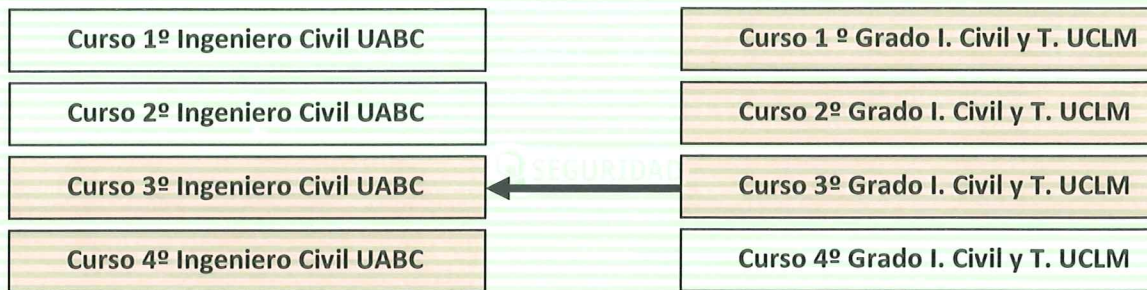 Curso 1º Ingeniero Civil UABC
Curso 1 º Grado I. Civil y T. UCLM
Curso 2º Ingeniero Civil UABC
Curso 2º Grado I. Civil y T. UCLM
SEGURIDAD
Curso 3º Ingeniero Civil UABC
Curso 3º Grado I. Civil y T. UCLM
Curso 4º Ingeniero Civil UABC
Curso 4º Grado I. Civil y T. UCLM